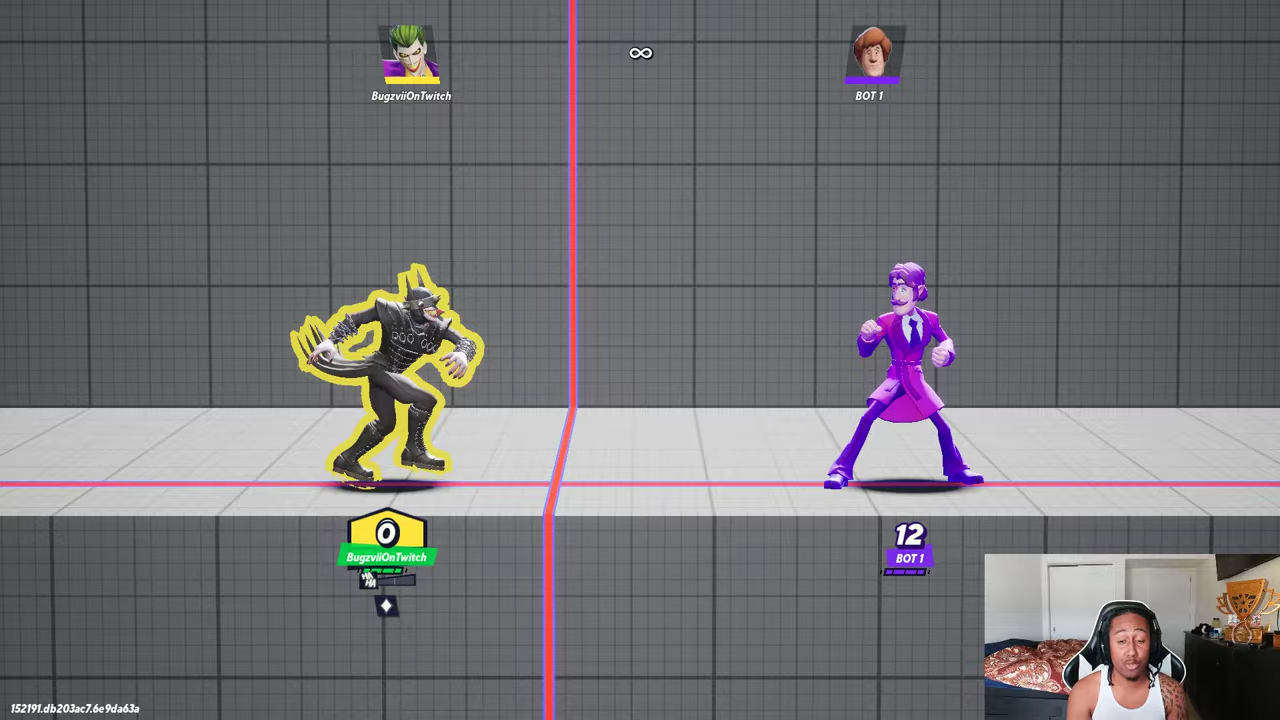 ∞
BugzviiOnTwitch
BOT 1
0
BugzviiOnTwitch
12
BOT 1
152191.db203ac7.6e9da63a